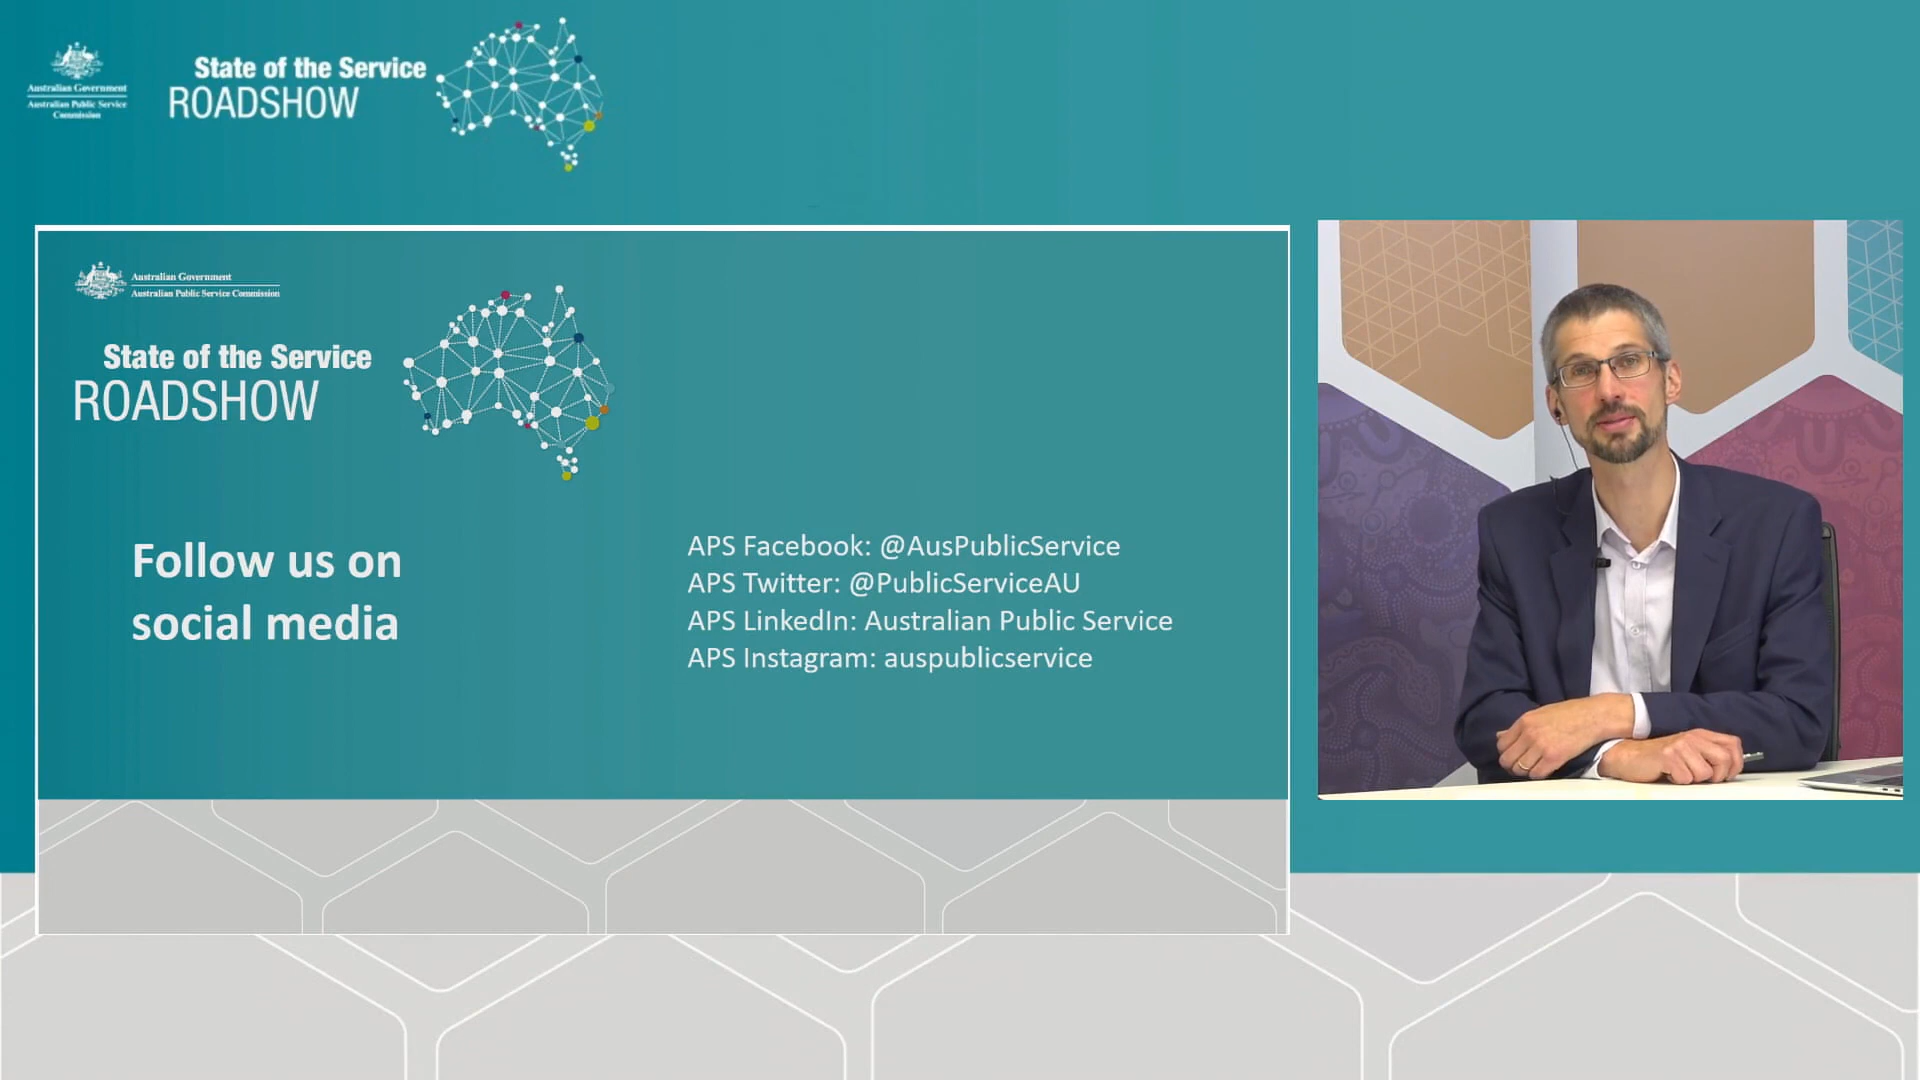 Australian Government
Australian Public Service
Commission
State of the Service
ROADSHOW
Australian Government
Australian Public Service Commission
State of the Service
ROADSHOW
Follow us on
social media
APS Facebook: @AusPublicService
APS Twitter: @PublicServiceAU
APS LinkedIn: Australian Public Service
APS Instagram: auspublicservice